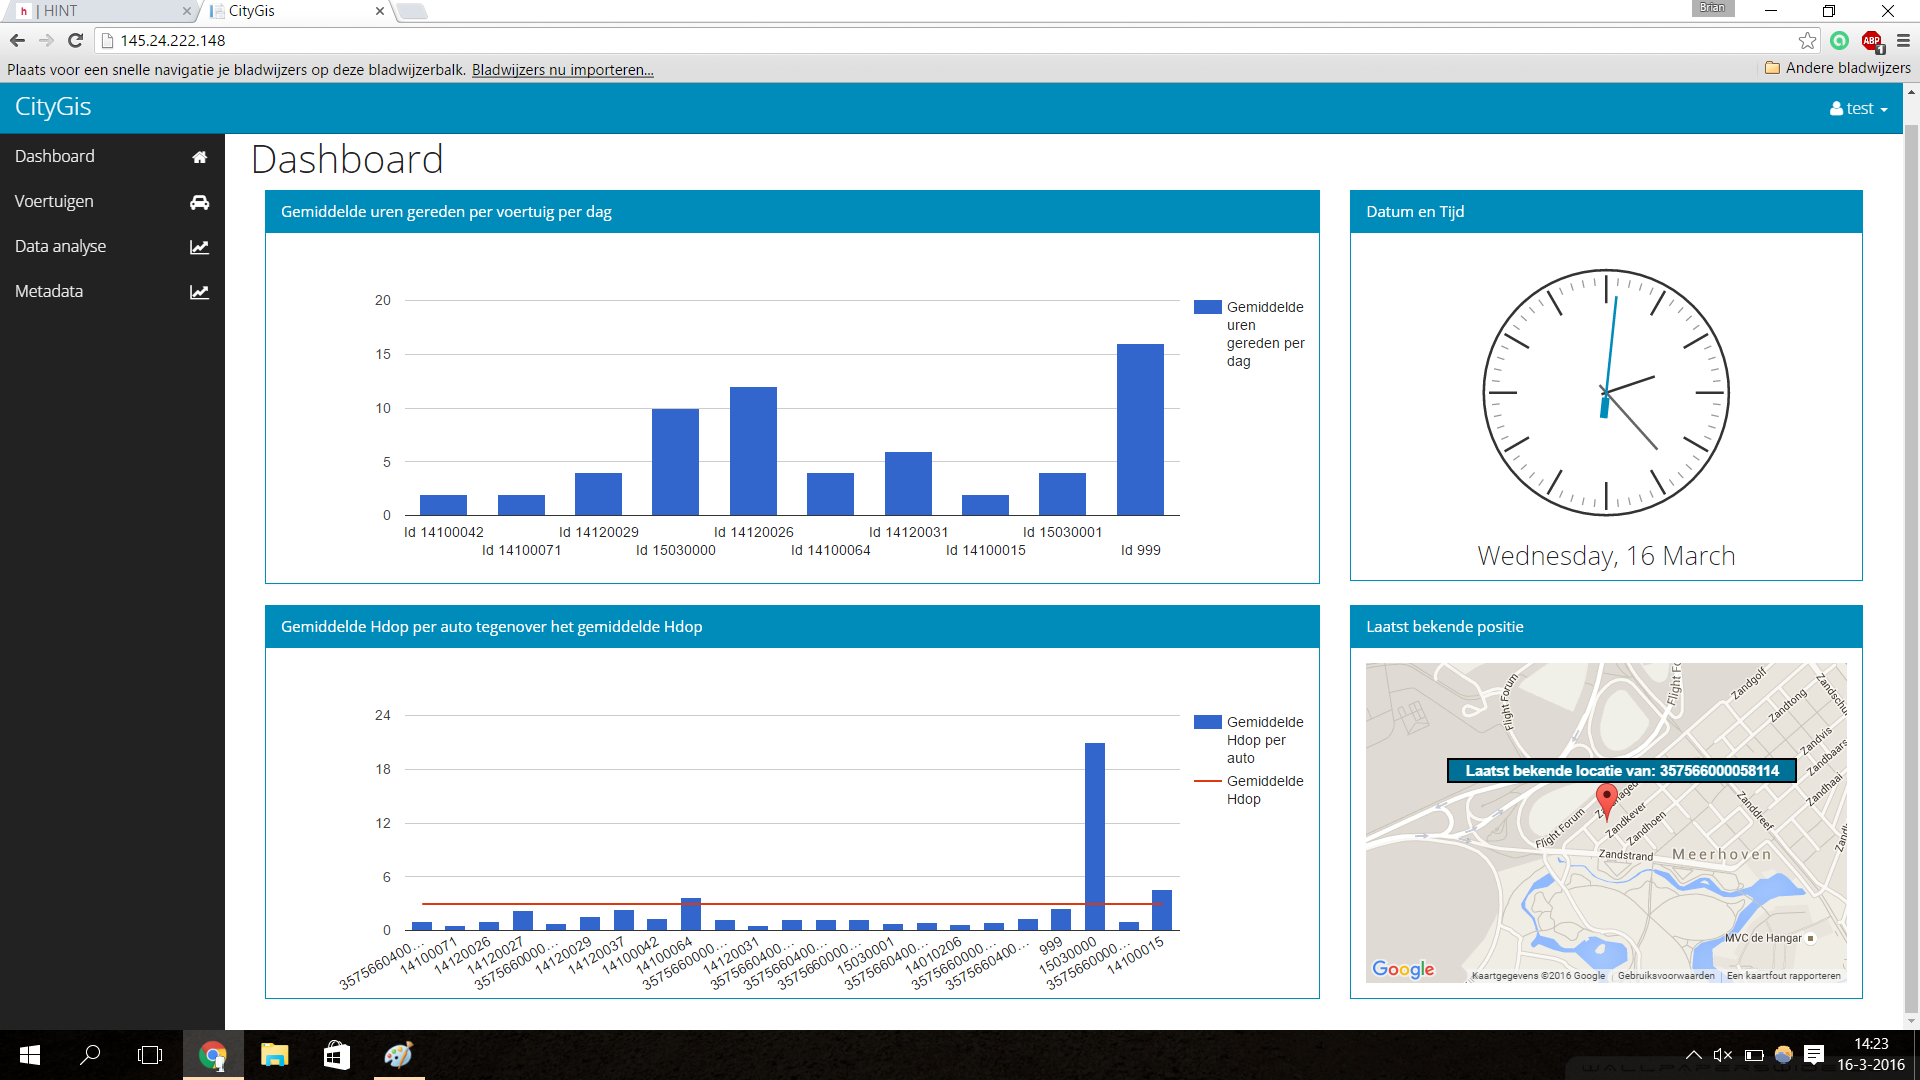 | HINT
CityGis
Brian
145.24.222.148
ABP
1
Plaats voor een snelle navigatie je bladwijzers op deze bladwijzerbalk. Bladwijzers nu importeren...
Andere bladwijzers
CityGis
test
Dashboard
Voertuigen
Data analyse
Metadata
Dashboard
Gemiddelde uren gereden per voertuig per dag
20
15
10
5
0
Id 14100042
Id 14100071
Id 14120029
Id 15030000
Id 14120026
Id 14100064
Id 14120031
Id 14100015
Id 15030001
Id 999
Gemiddelde
uren
gereden per
dag
Datum en Tijd
Wednesday, 16 March
Gemiddelde Hdop per auto tegenover het gemiddelde Hdop
24
18
12
6
0
3575660400...
14100071
14120026
14120027
3575660000...
14120029
14120037
14100042
14100064
3575660000...
14120031
3575660400...
3575660400...
3575660000...
15030001
3575660400...
14010206
3575660000...
3575660400...
999
15030000
3575660000...
14100015
Gemiddelde
Hdop per
auto
Gemiddelde
Hdop
Laatst bekende positie
Flight Forum
Zandgolf
Zandtong
Zandvis
Zandbaars
Zandhaai
Laatst bekende locatie van: 357566000058114
Flight Forum
Zandkever
Zandhoen
Zanddreef
Zandstrand
Meerhoven
MVC de Hangar
Google
Kaartgegevens ©2016 Google
Gebruiksvoorwaarden
Een kaartfout rapporteren
14:23
16-3-2016